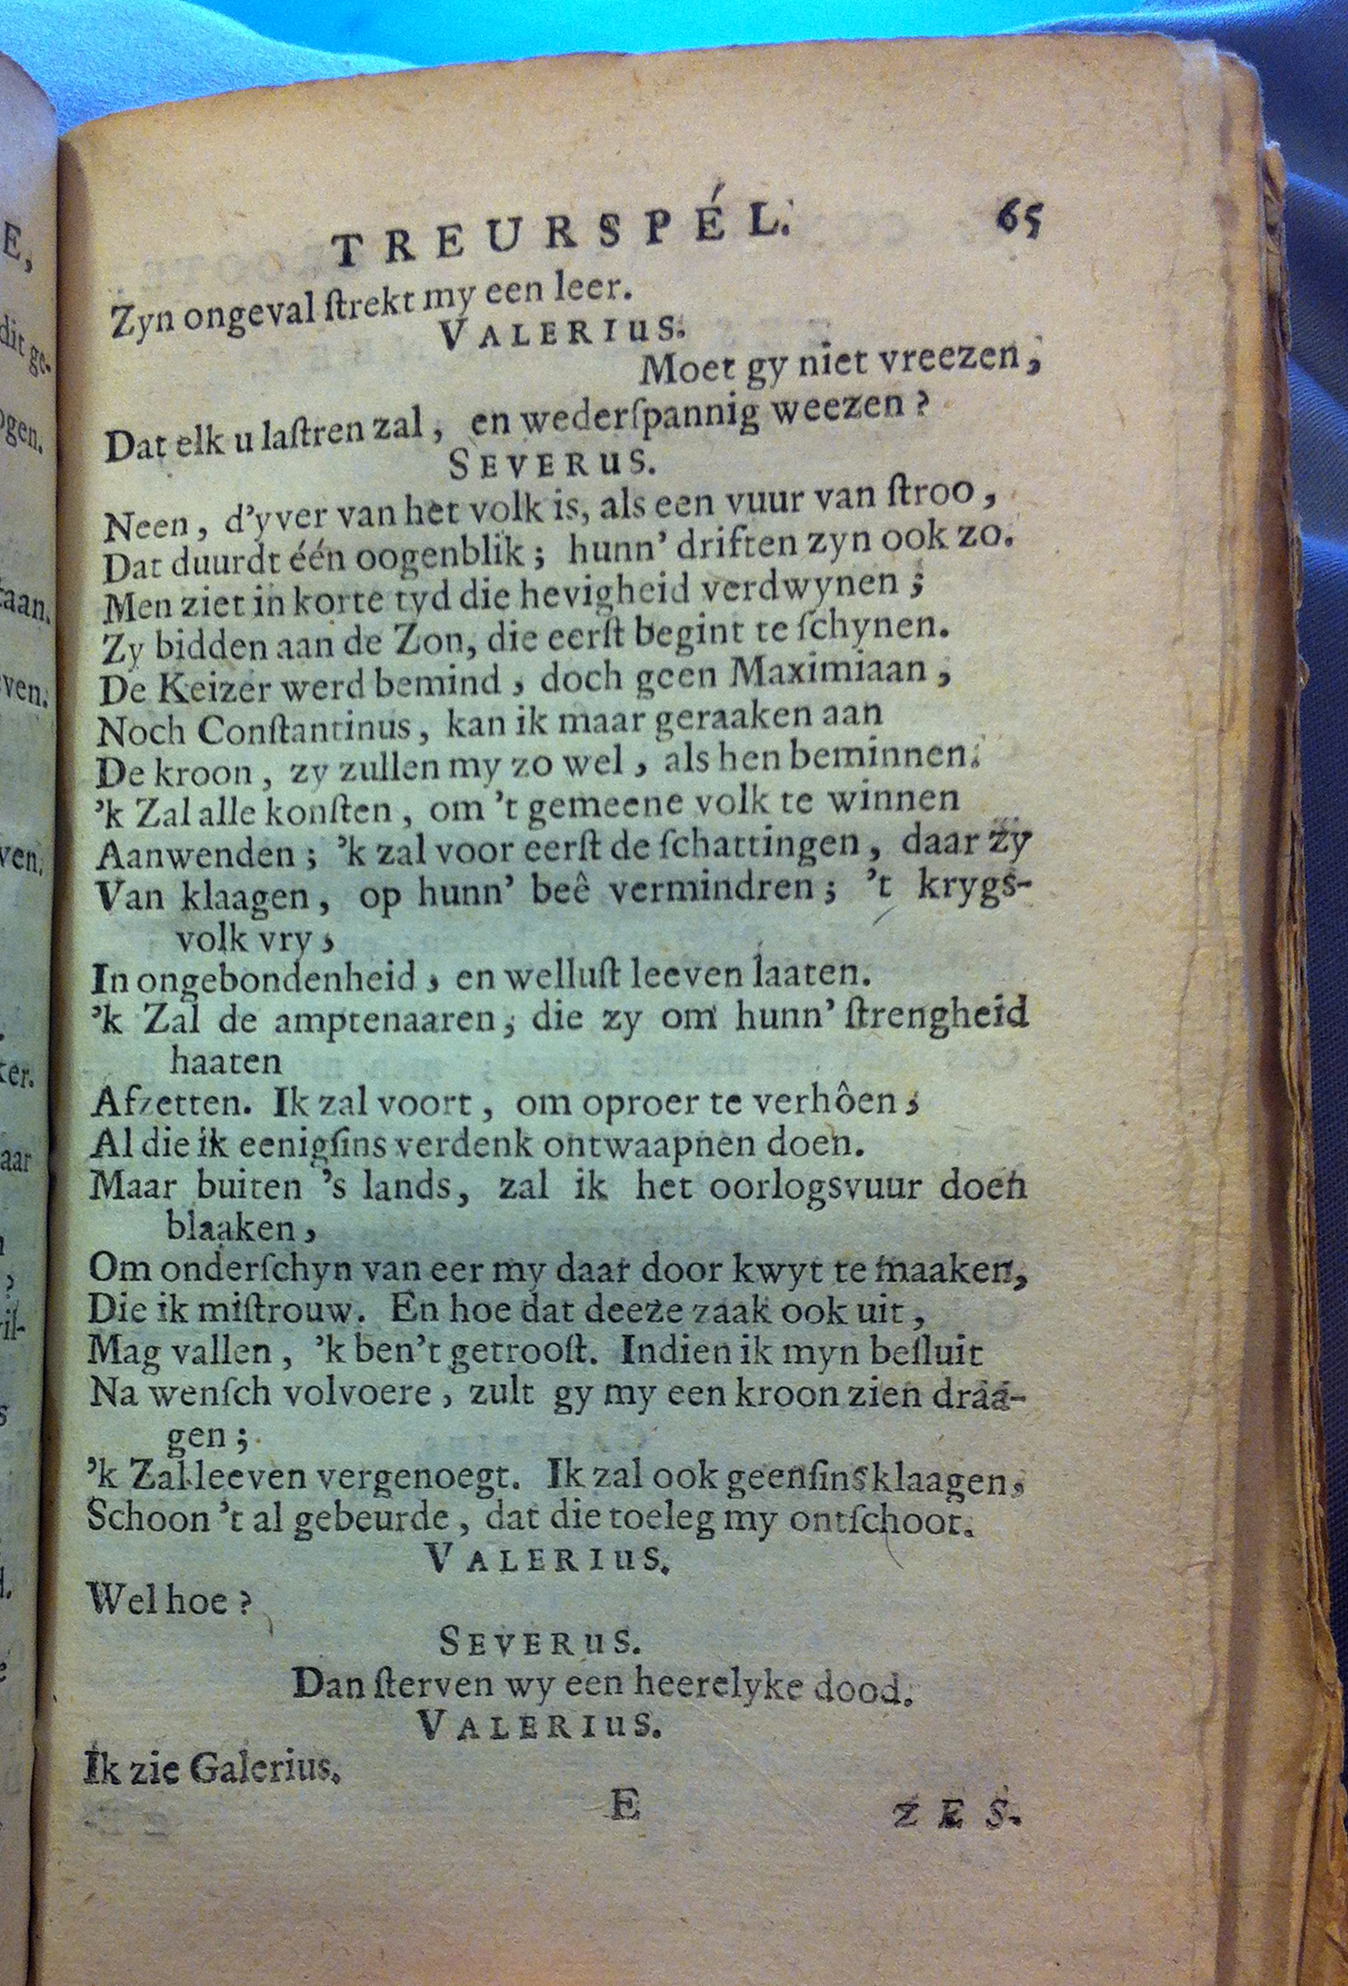 TREURSPÉL. 65
Zyn ongeval ſtrekt my een leer.
VALERIUS.
Moet gy niet vreezen,
Dat elk u laſtren zal, en wederſpannig weezen?
SEVERUS.
Neen, d'yver van het volk is, als een vuur van ſtroo,
Dat duurdt één oogenblik; hunn' driften zyn ook zo.
Men ziet in korte tyd die hevigheid verdwynen;
Zy bidden aan de Zon, die eerſt begint te ſchynen.
De Keizer werd bemind, doch geen Maximiaan,
Noch Conſtantinus, kan ik maar geraaken aan
De kroon, zy zullen my zo wel, als hen beminnen.
'k Zal alle konſten, om 't gemeene volk te winnen
Aanwenden; 'k zal voor eerſt de ſchattingen, daar zy
Van klaagen, op hunn' beê vermindren; 't krygs-
volk vry,
In ongebondenheid, en welluſt leeven laaten.
'k Zal de amptenaaren, die zy om hunn' ſtrengheid
haaten
Afzetten. Ik zal voort, om oproer te verhôen,
Al die ik eenigſins verdenk ontwaapnen doen.
Maar buiten 's lands, zal ik het oorlogsvuur doen
blaaken,
Om onderſchyn van eer my daar door kwyt te maaken,
Die ik miſtrouw. En hoe dat deeze zaak ook uit,
Mag vallen, 'k ben't getrooſt. Indien ik myn beſluit
Na wenſch volvoere, zult gy my een kroon zien draa-
gen;
'k Zal leeven vergenoegt. Ik zal ook geenſins klaagen,
Schoon 't al gebeurde, dat die toeleg my ontſchoot.
VALERIUS.
Wel hoe?
SEVERUS.
Dan ſterven wy een heerelyke dood.
VALERIUS.
Ik zie Galerius.
E ZES.